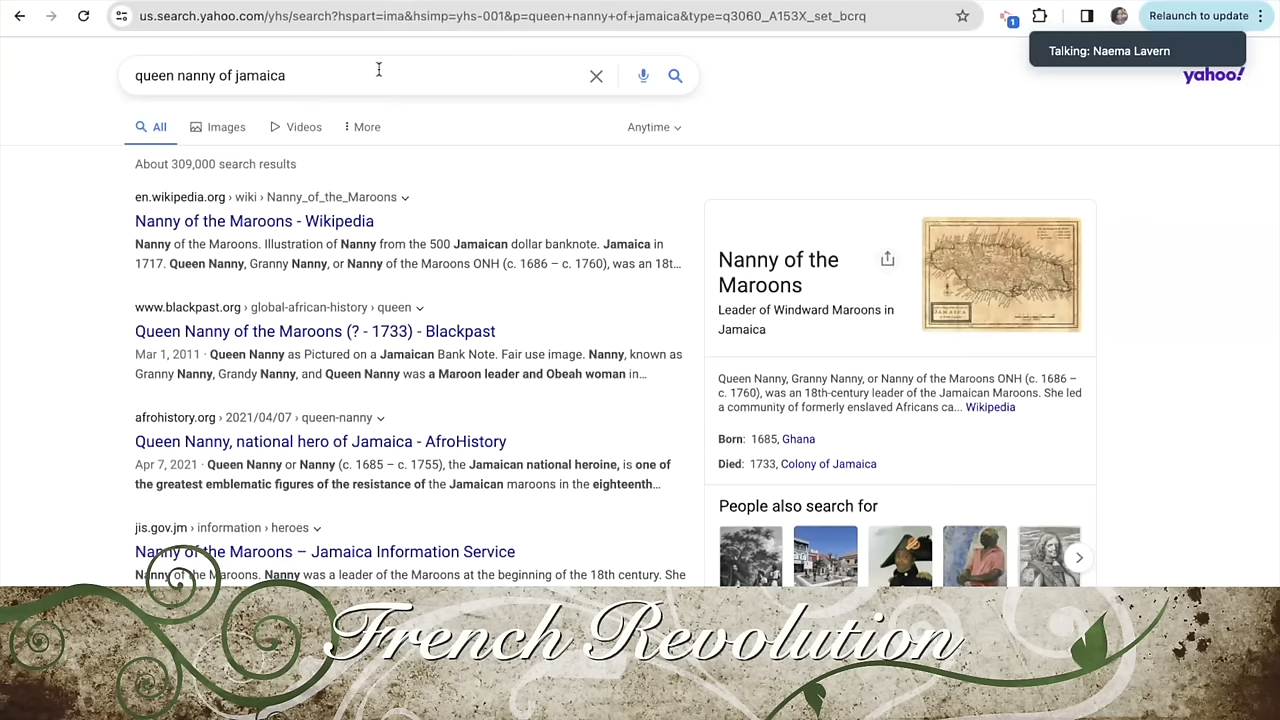 us.search.yahoo/yhs/search?hspart=ima&hsimp=yhs-001&p=queen+nanny+of+jamaica&type=q3060_A153X_set_bcrq
1
Relaunch to update
Talking: Naema Lavern
queen nanny of jamaica
yahoo!
All
Images
Videos
More
Anytime
About 309,000 search results
en.wikipedia.org › wiki › Nanny_of_the_Maroons
Nanny of the Maroons - Wikipedia
Nanny of the Maroons. Illustration of Nanny from the 500 Jamaican dollar banknote. Jamaica in
1717. Queen Nanny, Granny Nanny, or Nanny of the Maroons ONH (c. 1686 – c. 1760), was an 18t...
www.blackpast.org › global-african-history › queen
Queen Nanny of the Maroons (? - 1733) - Blackpast
Mar 1, 2011 · Queen Nanny as Pictured on a Jamaican Bank Note. Fair use image. Nanny, known as
Granny Nanny, Grandy Nanny, and Queen Nanny was a Maroon leader and Obeah woman in...
afrohistory.org › 2021/04/07 › queen-nanny
Queen Nanny, national hero of Jamaica - AfroHistory
Apr 7, 2021 · Queen Nanny or Nanny (c. 1685 – c. 1755), the Jamaican national heroine, is one of
the greatest emblematic figures of the resistance of the Jamaican maroons in the eighteenth...
jis.gov.jm › information › heroes
Nanny of the Maroons – Jamaica Information Service
Nanny of the Maroons. Nanny was a leader of the Maroons at the beginning of the 18th century. She
Nanny of the
Maroons
Leader of Windward Maroons in
Jamaica
JAMAICA
Queen Nanny, Granny Nanny, or Nanny of the Maroons ONH (c. 1686 –
c. 1760), was an 18th-century leader of the Jamaican Maroons. She led
a community of formerly enslaved Africans ca... Wikipedia
Born: 1685, Ghana
Died: 1733, Colony of Jamaica
People also search for
French Revolution